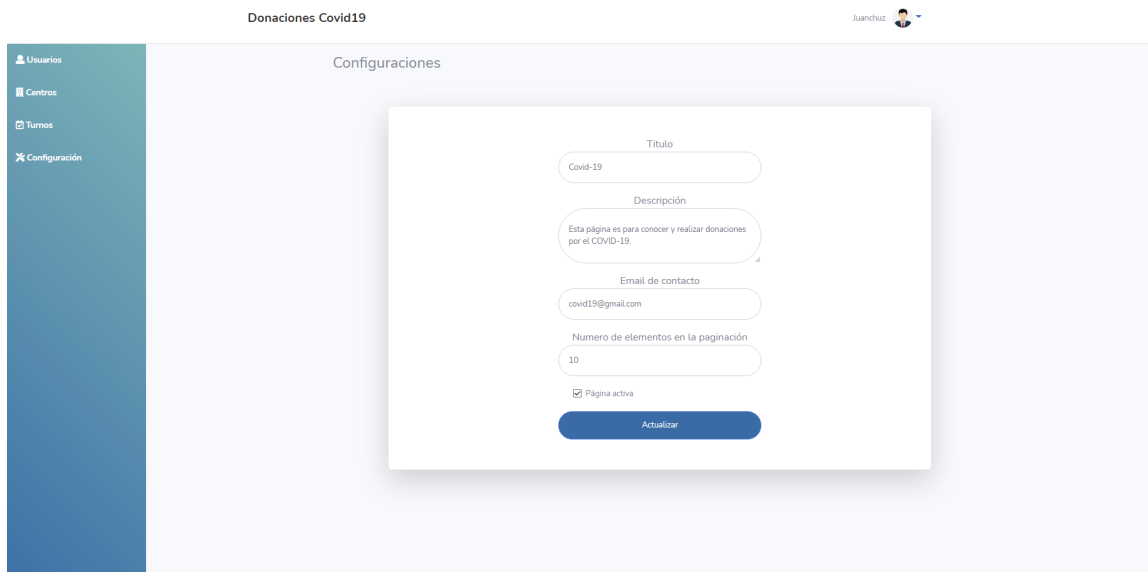 Donaciones Covid19
Juanchuz
Usuarios
Centros
Turnos
Configuración
Configuraciones
Titulo
Covid-19
Descripción
Esta página es para conocer y realizar donaciones
por el COVID-19.
Email de contacto
covid19@gmail.com
Numero de elementos en la paginación
10
Página activa
Actualizar